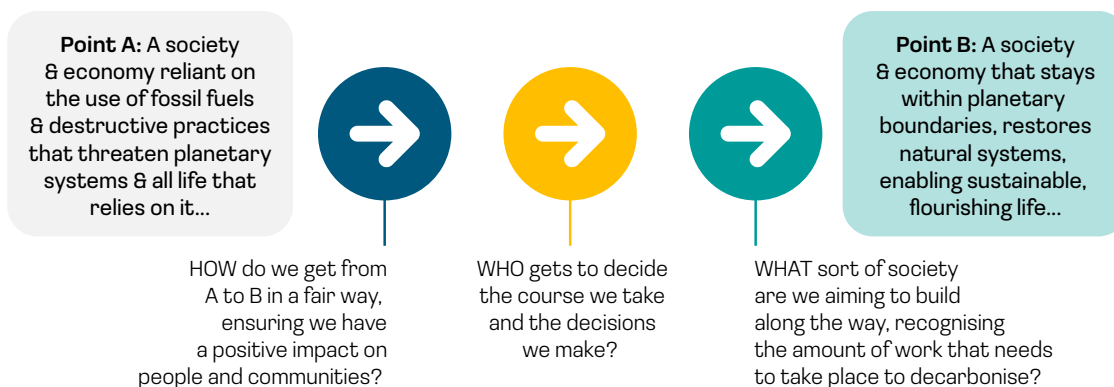 Point A: A society
& economy reliant on
the use of fossil fuels
& destructive practices
that threaten planetary
systems & all life that
relies on it...
Point B: A society
& economy that stays
within planetary
boundaries, restores
natural systems,
enabling sustainable,
flourishing life...
HOW do we get from
A to B in a fair way,
ensuring we have
a positive impact on
people and communities?
WHO gets to decide
the course we take
and the decisions
we make?
WHAT sort of society
are we aiming to build
along the way, recognising
the amount of work that needs
to take place to decarbonise?